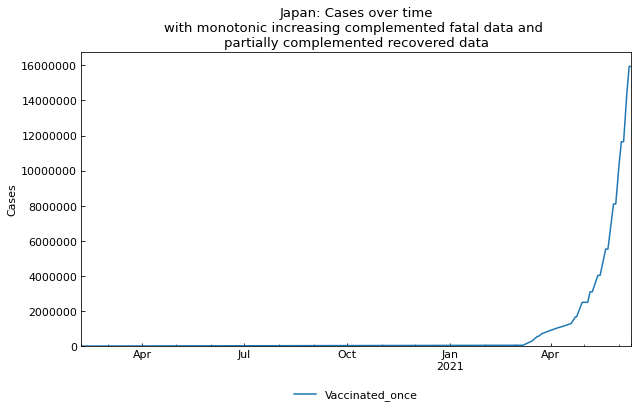 Japan: Cases over time
with monotonic increasing complemented fatal data and
partially complemented recovered data
Cases
16000000
14000000
12000000
10000000
8000000
6000000
4000000
2000000
0
Apr
Jul
Oct
Jan
2021
Apr
Vaccinated_once